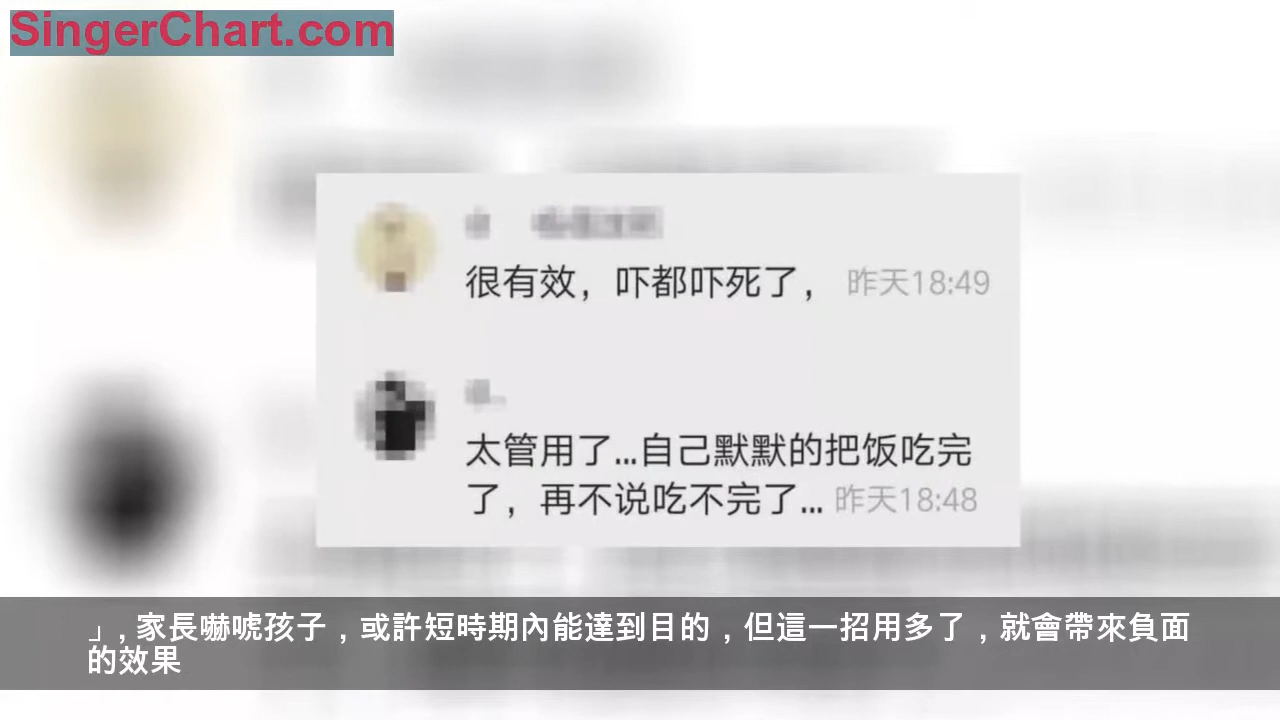 SingerChart.com
很有效，吓都吓死了， 昨天18:49
太管用了...自己默默的把饭吃完
了，再不说吃不完了... 昨天18:48
」, 家長嚇唬孩子，或許短時期內能達到目的，但這一招用多了，就會帶來負面
的效果